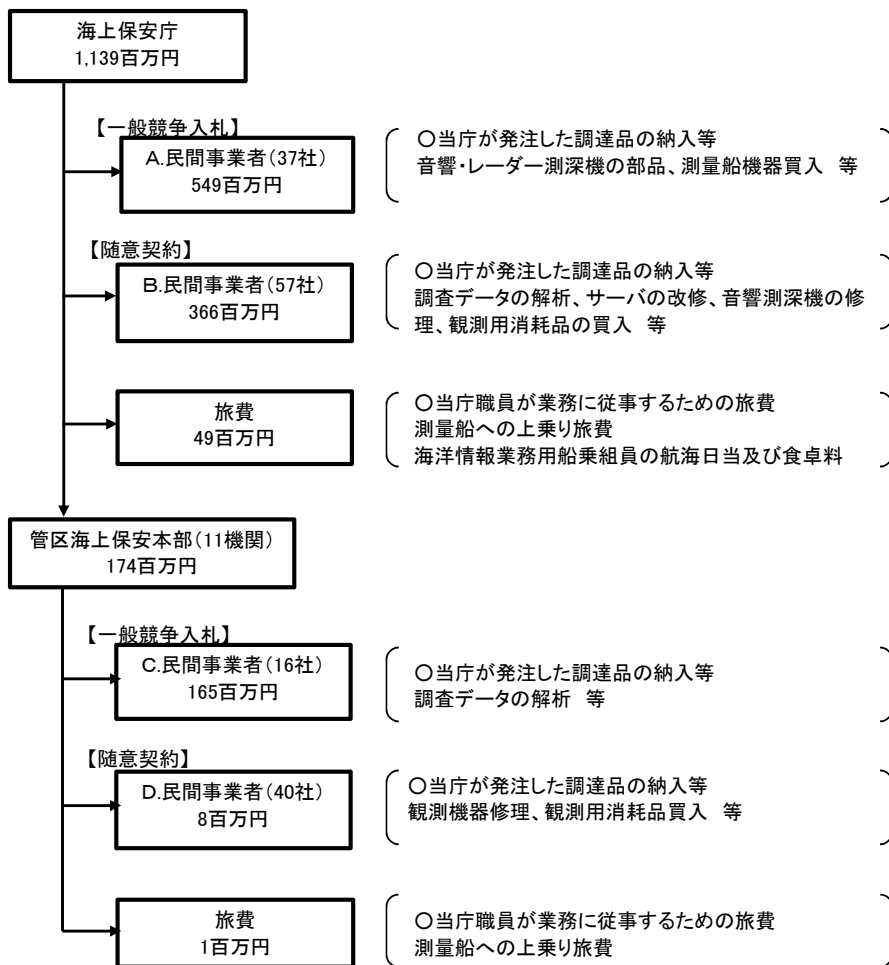 海上保安庁
1,139百万円
【一般競争入札】
A.民間事業者(37社)
549百万円
○当庁が発注した調達品の納入等
音響・レーダー測深機の部品、測量船機器買入　等
【随意契約】
B.民間事業者(57社)
366百万円
○当庁が発注した調達品の納入等
調査データの解析、サーバの改修、音響測深機の修
理、観測用消耗品の買入　等
旅費
49百万円
○当庁職員が業務に従事するための旅費
測量船への上乗り旅費
海洋情報業務用船乗組員の航海日当及び食卓料
管区海上保安本部(11機関)
174百万円
【一般競争入札】
C.民間事業者(16社)
165百万円
○当庁が発注した調達品の納入等
調査データの解析　等
【随意契約】
D.民間事業者(40社)
8百万円
○当庁が発注した調達品の納入等
観測機器修理、観測用消耗品買入　等
旅費
1百万円
○当庁職員が業務に従事するための旅費
測量船への上乗り旅費